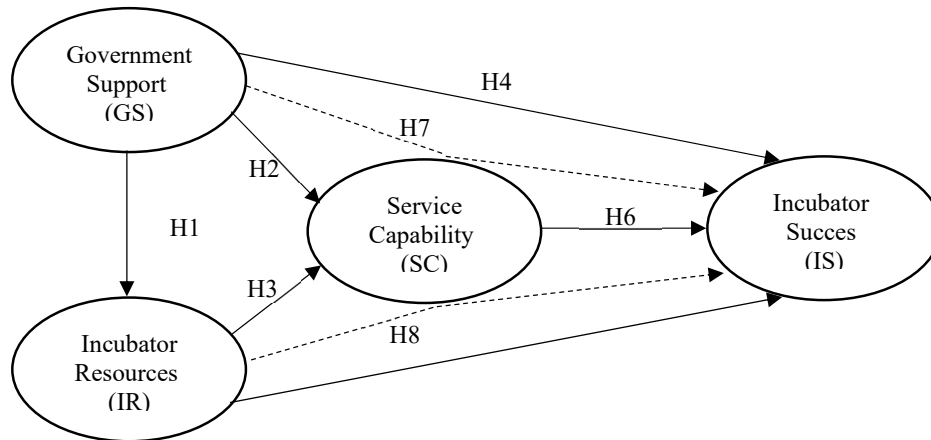 Government
Support
(GS)
H4
H7
H2
Service
Capability
(SC)
H6
Incubator
Succes
(IS)
H1
H3
Incubator
Resources
(IR)
H8